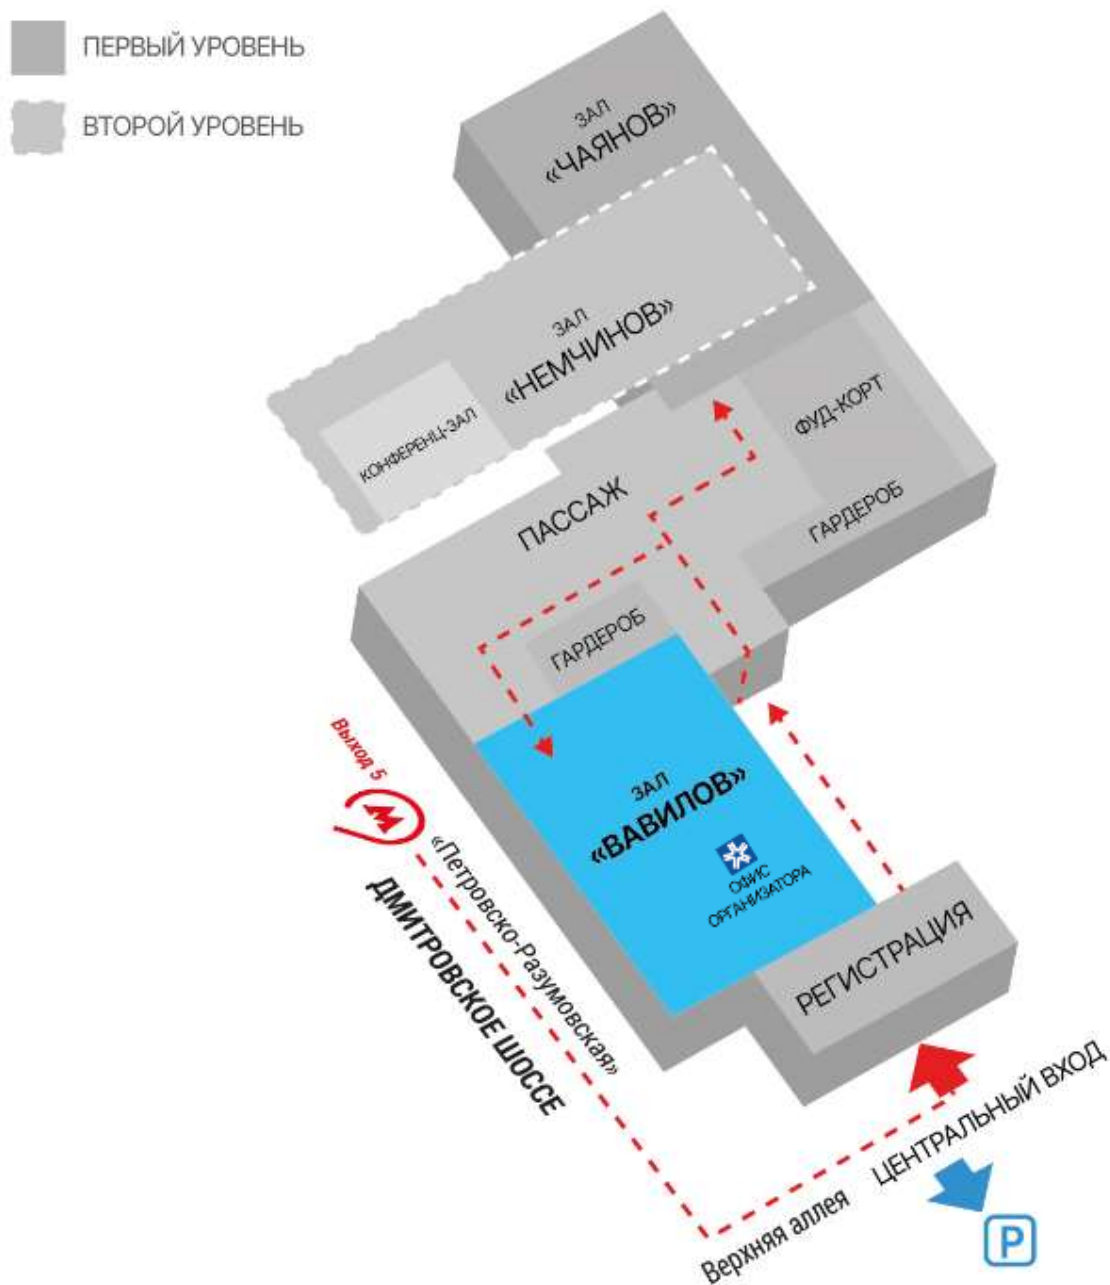 ПЕРВЫЙ УРОВЕНЬ
ВТОРОЙ УРОВЕНЬ
ЗАЛ
«ЧАЯНОВ»
ЗАЛ
«НЕМЧИНОВ»
КОНФЕРЕНЦ-ЗАЛ
ФУД-КОРТ
ГАРДЕРОБ
ПАССАЖ
ГАРДЕРОБ
Выход 5
М
«Петровско-Разумовская»
ДМИТРОВСКОЕ ШОССЕ
ЗАЛ
«ВАВИЛОВ»
ОФИС
ОРГАНИЗАТОРА
РЕГИСТРАЦИЯ
ЦЕНТРАЛЬНЫЙ ВХОД
Верхняя аллея
P